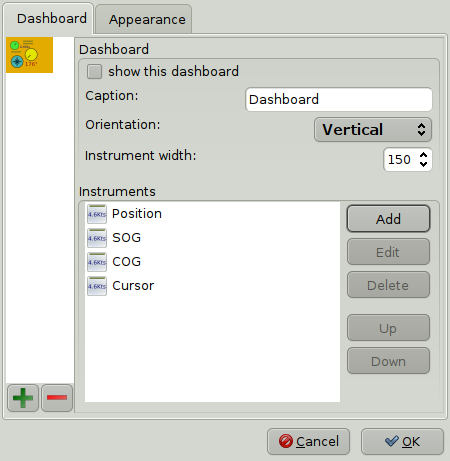 Dashboard
Appearance
Dashboard
show this dashboard
Caption:
Dashboard
Orientation:
Vertical
Instrument width:
150
Instruments
4.6Kts Position
4.6Kts SOG
4.6Kts COG
4.6Kts Cursor
Add
Edit
Delete
Up
Down
Cancel
OK